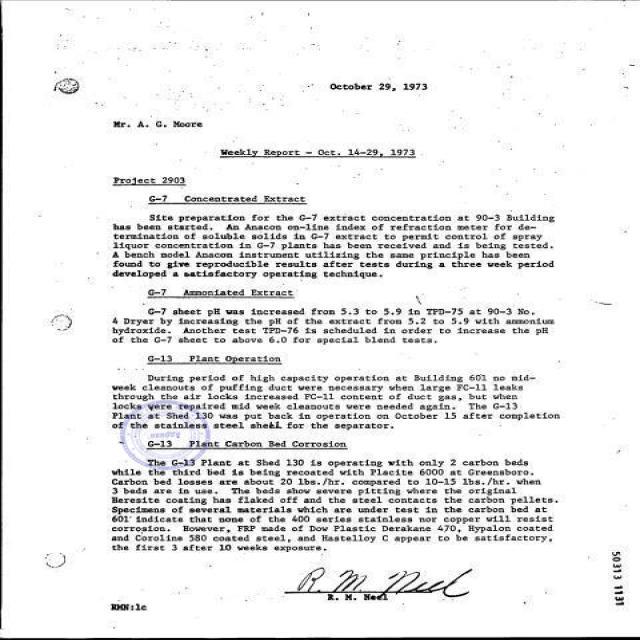 October 29, 1973
Mr. A. G. Moore
Weekly Report - Oct. 14-29, 1973
Project 2903
G-7 Concentrated Extract
Site preparation for the G-7 extract concentration at 90-3 Building
has been started. An Anacon on-line index of refraction meter for de-
termination of soluble solids in G-7 extract to permit control of spray
liquor concentration in G-7 plants has been received and is being tested.
A bench model Anacom instrument utilizing the same principle has been
found to give reproducible results after tests during a three week period
developed a satisfactory operating technique.
G-7 Ammoniated Extract
G-7 sheet pH was increased from 5.3 to 5.9 in TPD-75 at 90-3 No.
4 Dryer by increasing the pH of the extract from 5.2 to 5.9 with ammonium
hydroxide. Another test TPD-76 is scheduled in order to increase the pH
of the G-7 sheet to above 6.0 for special blend tests.
G-13 Plant Operation
During period of high capacity operation at Building 601 no mid-
week cleanouts of puffing duct were necessary when large FC-11 leaks
through the air locks increased FC-11 content of duct gas, but when
locks were repaired mid week cleanouts were needed again. The G-13
Plant at Shed 130 was put back in operation on October 15 after completion
of the stainless steel shell for the separator.
G-13 Plant Carbon Bed Corrosion
The G-13 Plant at Shed 130 is operating with only 2 carbon beds
while the third bed is being recoated with Placite 6000 at Greensboro.
Carbon bed losses are about 20 lbs./hr. compared to 10-15 lbs./hr. when
3 beds are in use. The beds show severe pitting where the original
Beresite coating has flaked off and the steel contacts the carbon pellets.
Specimens of several materials which are under test in the carbon bed at
601 indicate that none of the 400 series stainless nor copper will resist
corrosion. However, FRP made of Dow Plastic Derakane 470, Hypalon coated
and Coroline 580 coated steel, and Hastelloy C appear to be satisfactory,
the first 3 after 10 weeks exposure.
R. M. Neel
R. M. Neel
RMN:lc
50313 1131